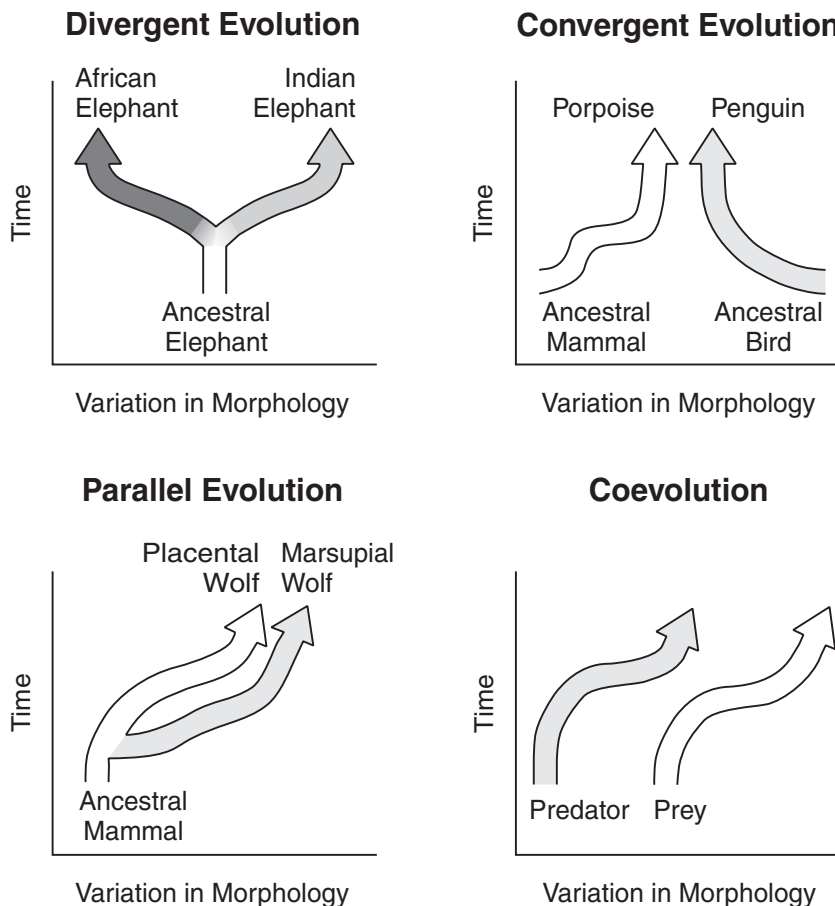 Divergent Evolution
African
Elephant
Indian
Elephant
Time
Ancestral
Elephant
Variation in Morphology
Convergent Evolution
Porpoise
Penguin
Time
Ancestral
Mammal
Ancestral
Bird
Variation in Morphology
Parallel Evolution
Placental
Wolf
Marsupial
Wolf
Time
Ancestral
Mammal
Variation in Morphology
Coevolution
Time
Predator
Prey
Variation in Morphology